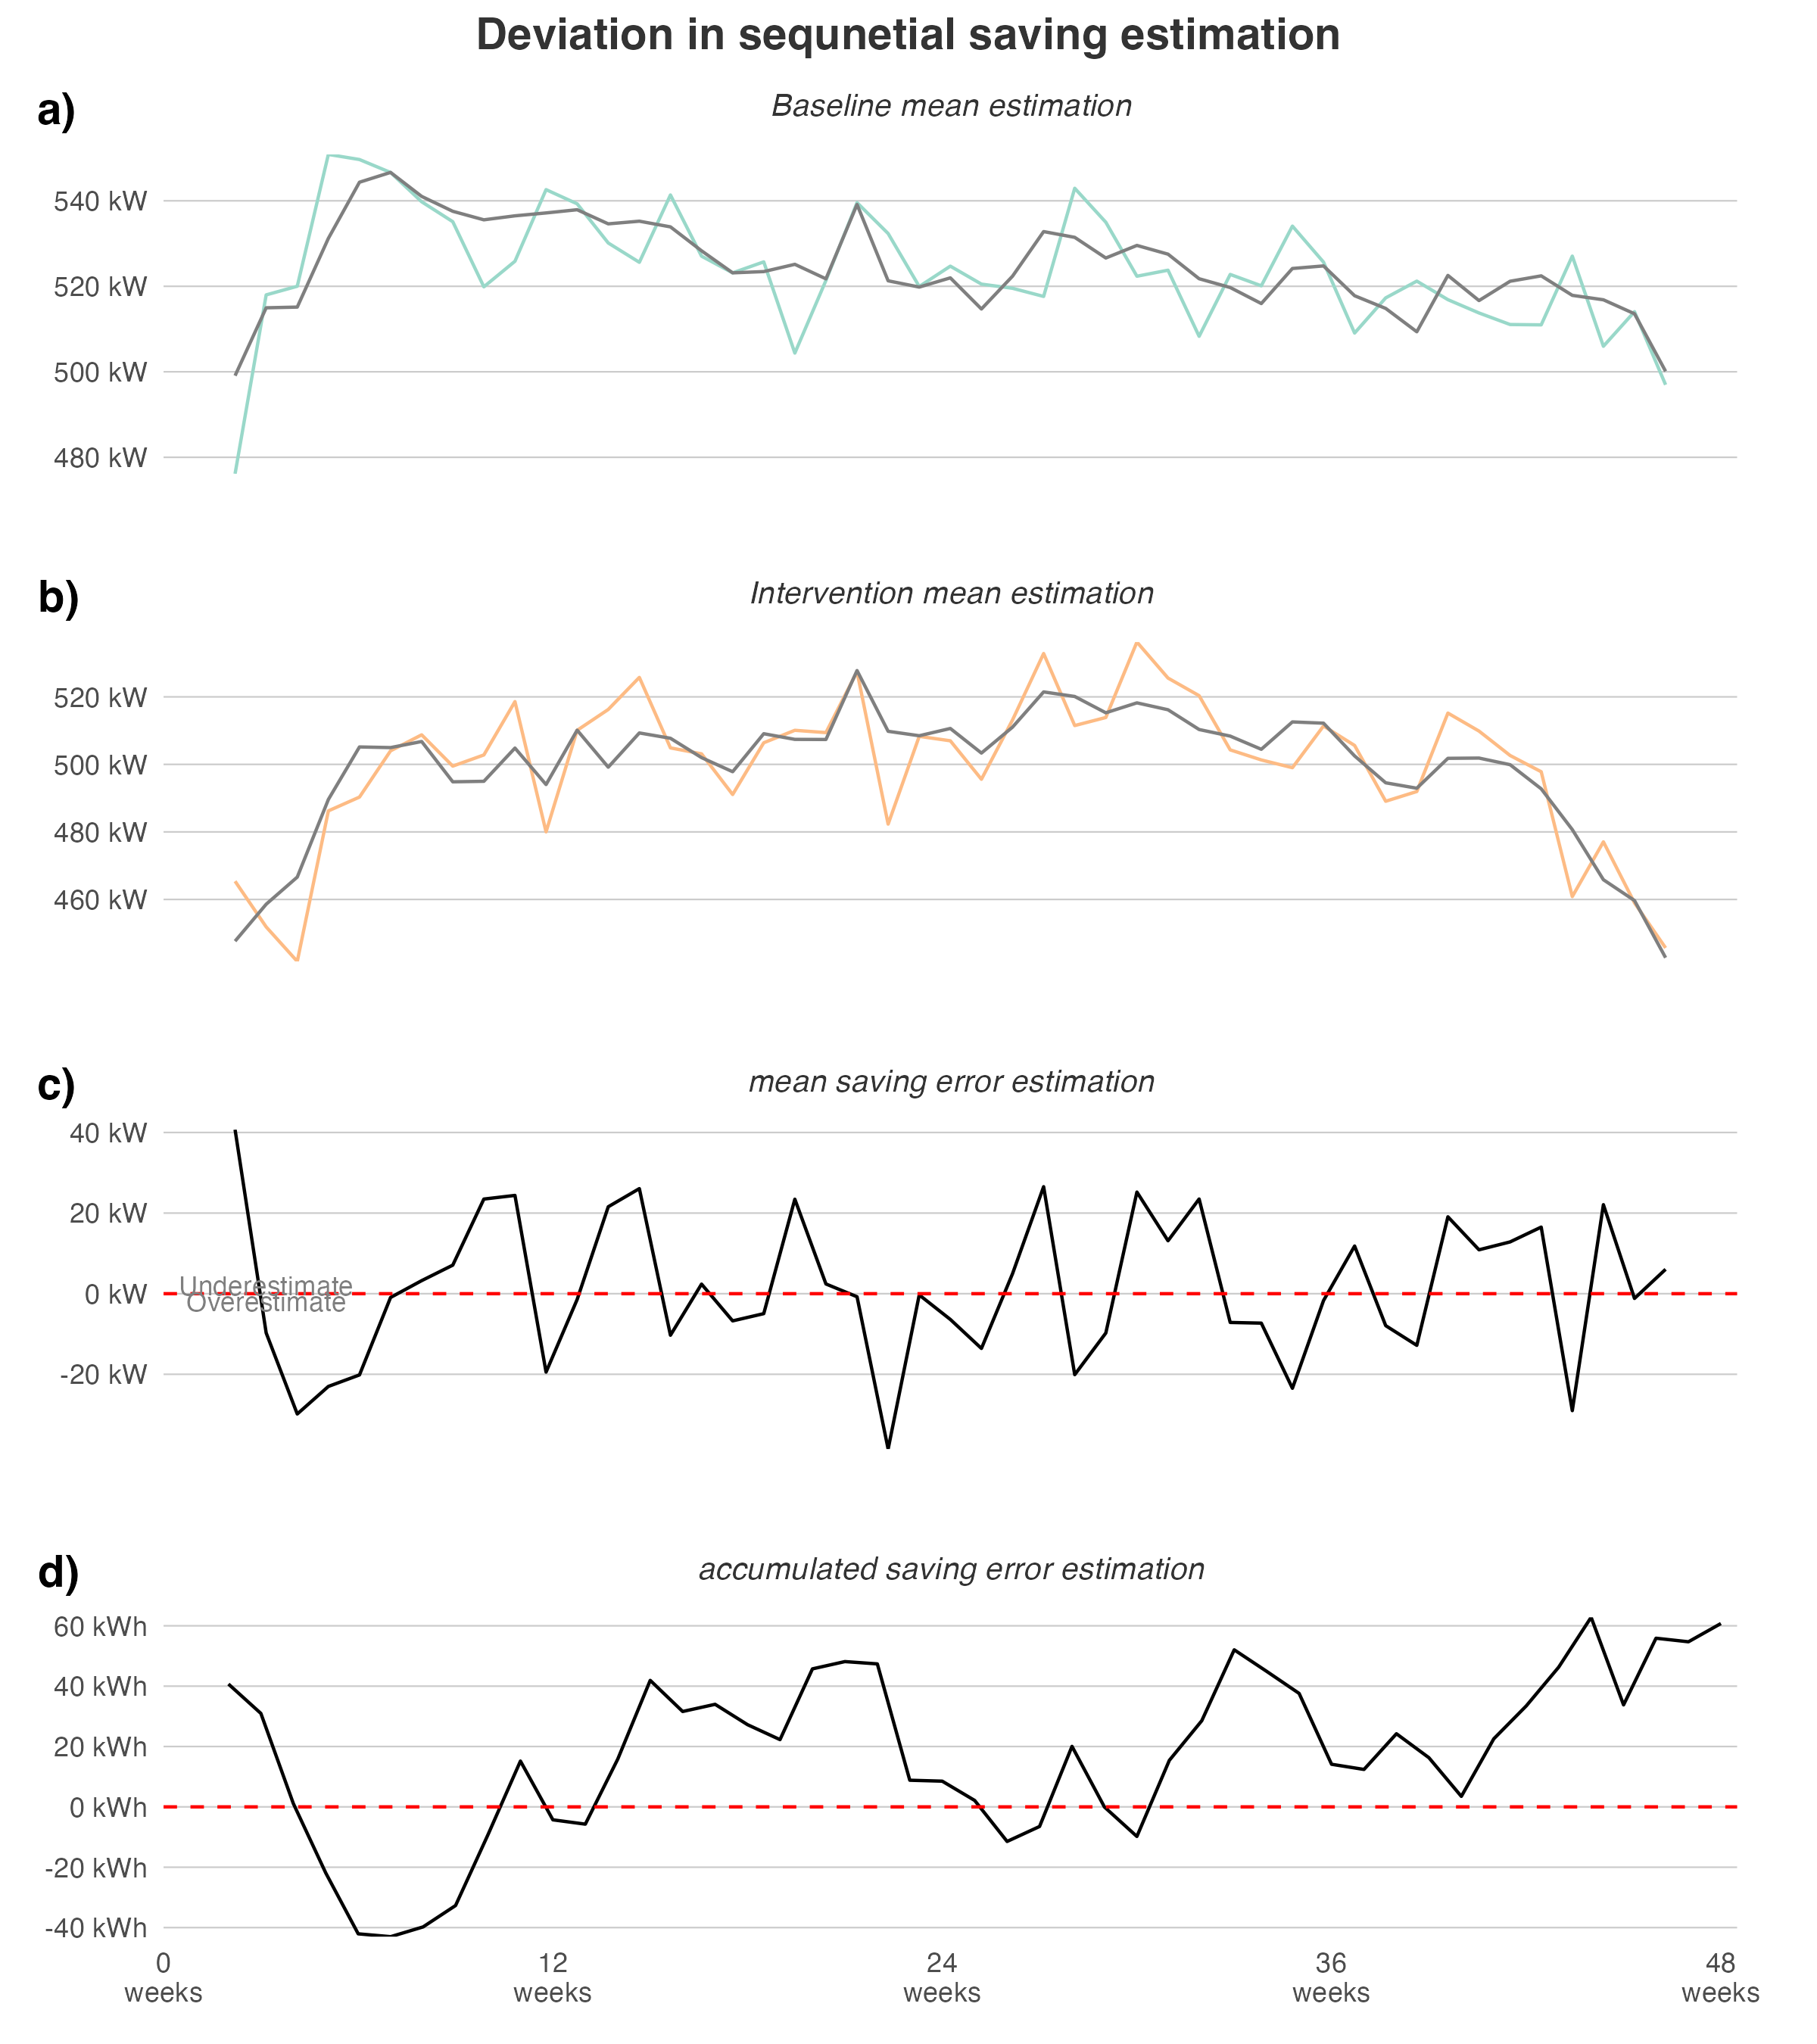 Deviation in sequnetial saving estimation
a)
Baseline mean estimation
540 kW
520 kW
500 kW
480 kW
b)
Intervention mean estimation
520 kW
500 kW
480 kW
460 kW
c)
mean saving error estimation
40 kW
20 kW
0 kW
-20 kW
Underestimate
Overestimate
d)
accumulated saving error estimation
60 kWh
40 kWh
20 kWh
0 kWh
-20 kWh
-40 kWh
0
weeks
12
weeks
24
weeks
36
weeks
48
weeks